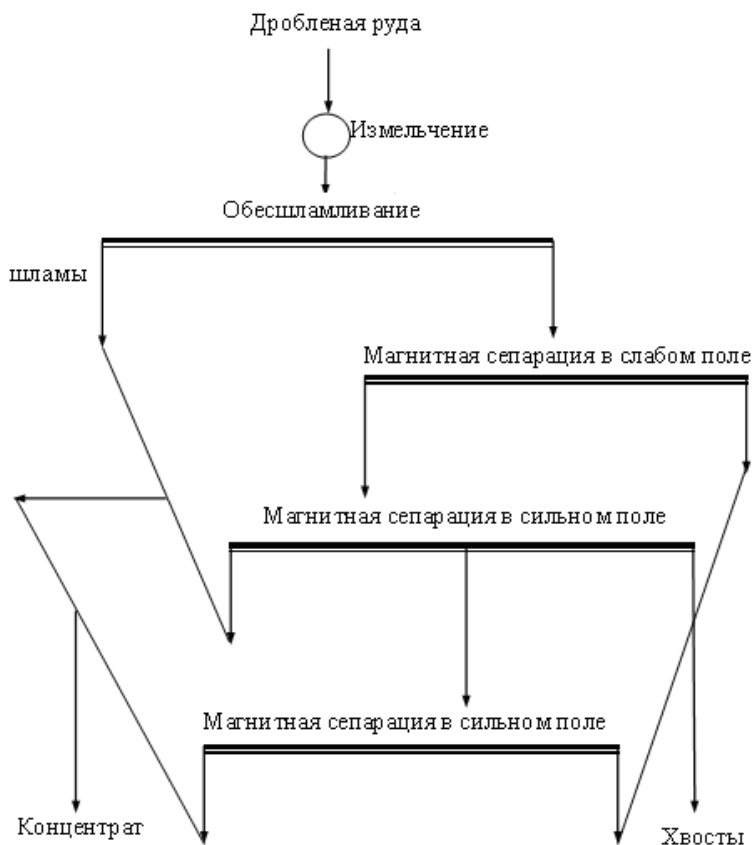 Дробленая руда
Измельчение
Обесшламливание
шламы
Магнитная сепарация в слабом поле
Магнитная сепарация в сильном поле
Магнитная сепарация в сильном поле
Концентрат
Хвосты